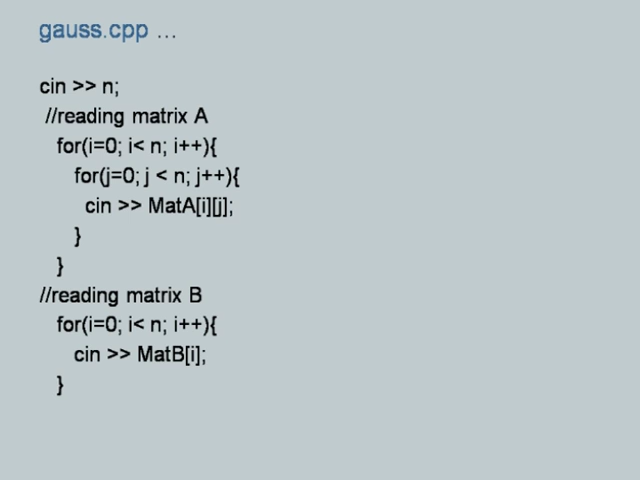 gauss.cpp ...
cin >> n;
//reading matrix A
for(i=0; i< n; i++){
for(j=0; j < n; j++){
cin >> MatA[i][j];
}
}
//reading matrix B
for(i=0; i< n; i++){
cin >> MatB[i];
}